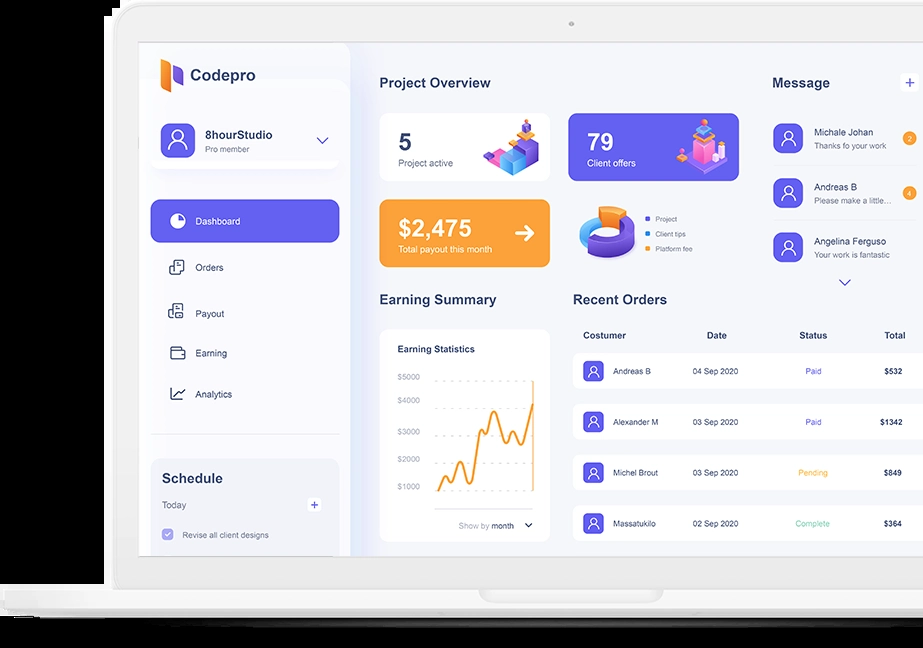 Codepro
8hourStudio
Pro member
Dashboard
Orders
Payout
Earning
Analytics
Schedule
Today
+
Revise all client designs
Project Overview
5
Project active
79
Client offers
$2,475
Total payout this month
Project
Client tips
Platform fee
Message
+
Michale Johan
Thanks fo your work
2
Andreas B
Please make a little...
4
Angelina Ferguso
Your work is fantastic
Earning Summary
Earning Statistics
$5000
$4000
$3000
$2000
$1000
Show by month
Recent Orders
Costumer Date Status Total
Andreas B 04 Sep 2020 Paid $532
Alexander M 03 Sep 2020 Paid $1342
Michel Brout 03 Sep 2020 Pending $849
Massatukilo 02 Sep 2020 Complete $364